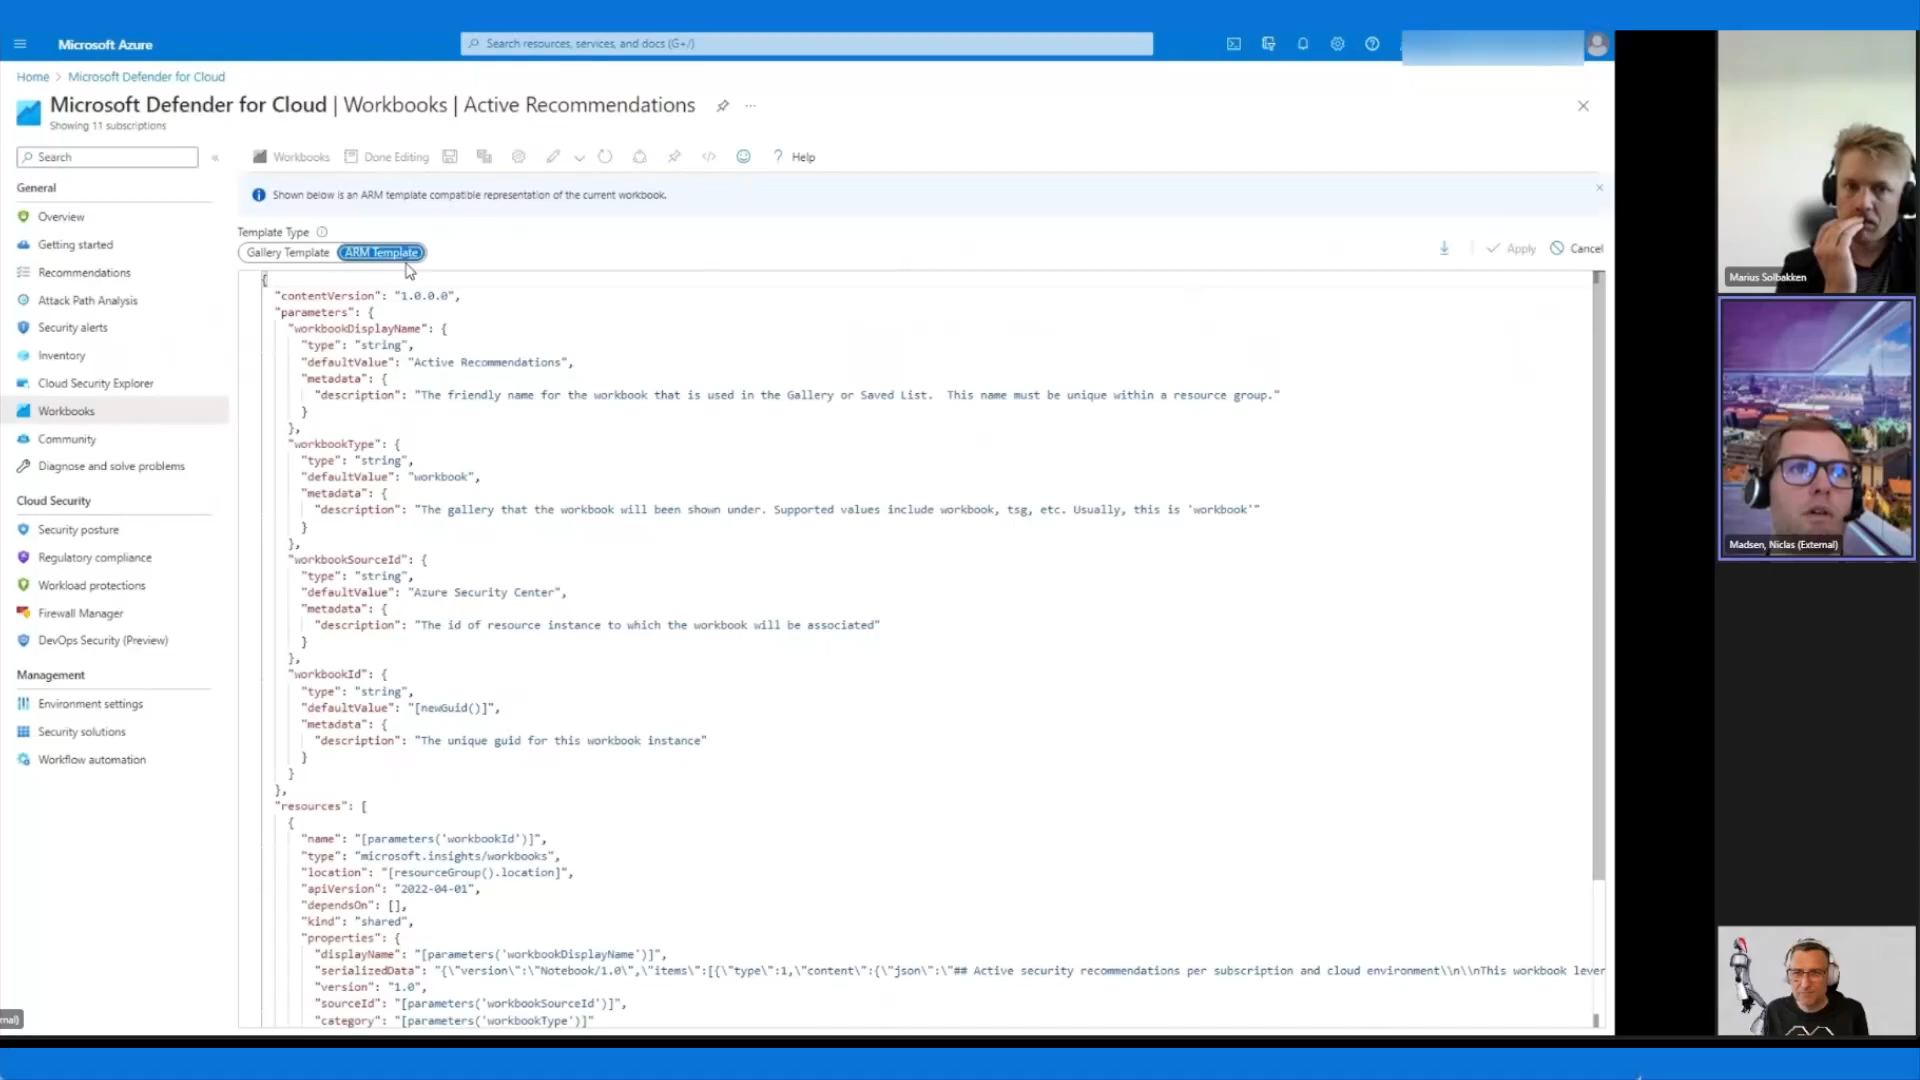 Microsoft Azure
Search resources, services, and docs (G+/)
Home > Microsoft Defender for Cloud
Microsoft Defender for Cloud | Workbooks | Active Recommendations
Showing 11 subscriptions
Search
Workbooks
Done Editing
Help
General
Overview
Getting started
Recommendations
Attack Path Analysis
Security alerts
Inventory
Cloud Security Explorer
Workbooks
Community
Diagnose and solve problems
Cloud Security
Security posture
Regulatory compliance
Workload protections
Firewall Manager
DevOps Security (Preview)
Management
Environment settings
Security solutions
Workflow automation
Shown below is an ARM template compatible representation of the current workbook.
Template Type
Gallery Template
ARM Template
Apply
Cancel
{
"contentVersion": "1.0.0.0",
"parameters": {
"workbookDisplayName": {
"type": "string",
"defaultValue": "Active Recommendations",
"metadata": {
"description": "The friendly name for the workbook that is used in the Gallery or Saved List.  This name must be unique within a resource group."
}
},
"workbookType": {
"type": "string",
"defaultValue": "workbook",
"metadata": {
"description": "The gallery that the workbook will been shown under. Supported values include workbook, tsg, etc. Usually, this is 'workbook'"
}
},
"workbookSourceId": {
"type": "string",
"defaultValue": "Azure Security Center",
"metadata": {
"description": "The id of resource instance to which the workbook will be associated"
}
},
"workbookId": {
"type": "string",
"defaultValue": "[newGuid()]",
"metadata": {
"description": "The unique guid for this workbook instance"
}
}
},
"resources": [
{
"name": "[parameters('workbookId')]",
"type": "microsoft.insights/workbooks",
"location": "[resourceGroup().location]",
"apiVersion": "2022-04-01",
"dependsOn": [],
"kind": "shared",
"properties": {
"displayName": "[parameters('workbookDisplayName')]",
"serializedData": "{\"version\":\"Notebook/1.0\",\"items\":[{\"type\":1,\"content\":{\"json\":\"## Active security recommendations per subscription and cloud environment\\n\\nThis workbook lever
"version": "1.0",
"sourceId": "[parameters('workbookSourceId')]",
"category": "[parameters('workbookType')]"
Marius Solbakken
Madsen, Niclas (External)
rnal)